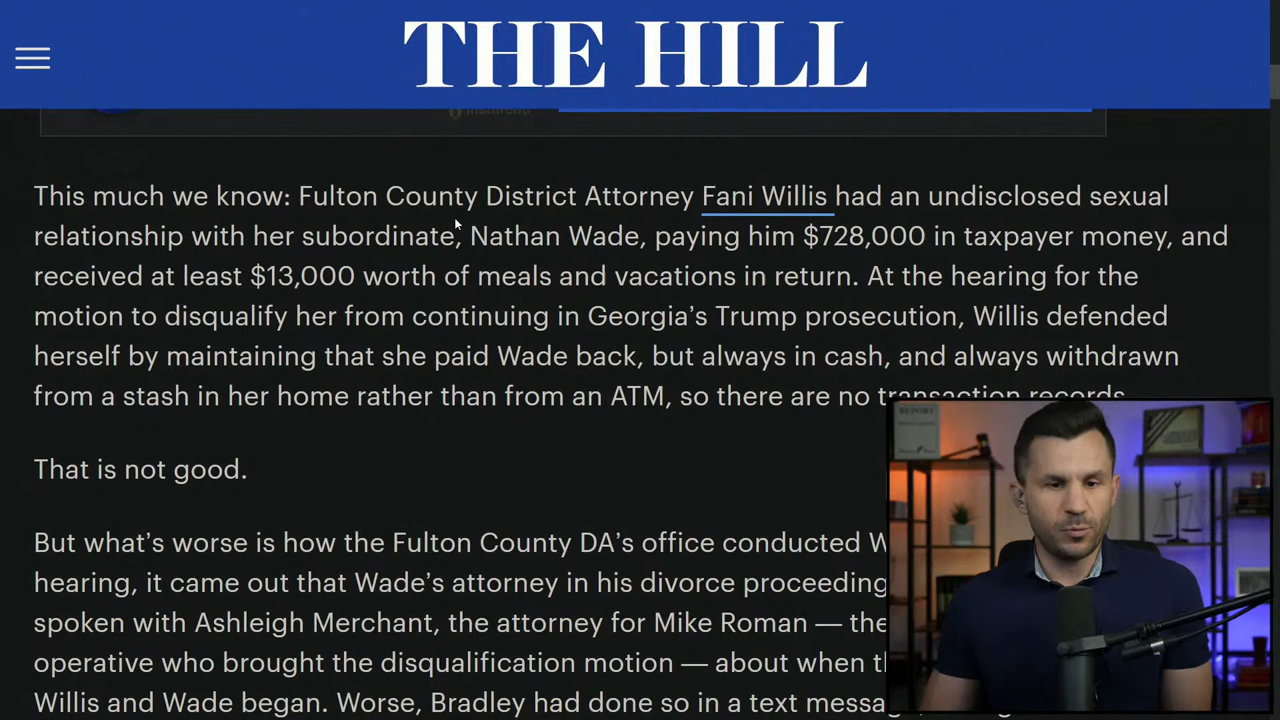 THE HILL
This much we know: Fulton County District Attorney Fani Willis had an undisclosed sexual
relationship with her subordinate, Nathan Wade, paying him $728,000 in taxpayer money, and
received at least $13,000 worth of meals and vacations in return. At the hearing for the
motion to disqualify her from continuing in Georgia’s Trump prosecution, Willis defended
herself by maintaining that she paid Wade back, but always in cash, and always withdrawn
from a stash in her home rather than from an ATM, so there are no transaction records.
That is not good.
But what’s worse is how the Fulton County DA’s office conducted
hearing, it came out that Wade’s attorney in his divorce proceeding
spoken with Ashleigh Merchant, the attorney for Mike Roman —
operative who brought the disqualification motion — about when
Willis and Wade began. Worse, Bradley had done so in a text message
REPORT